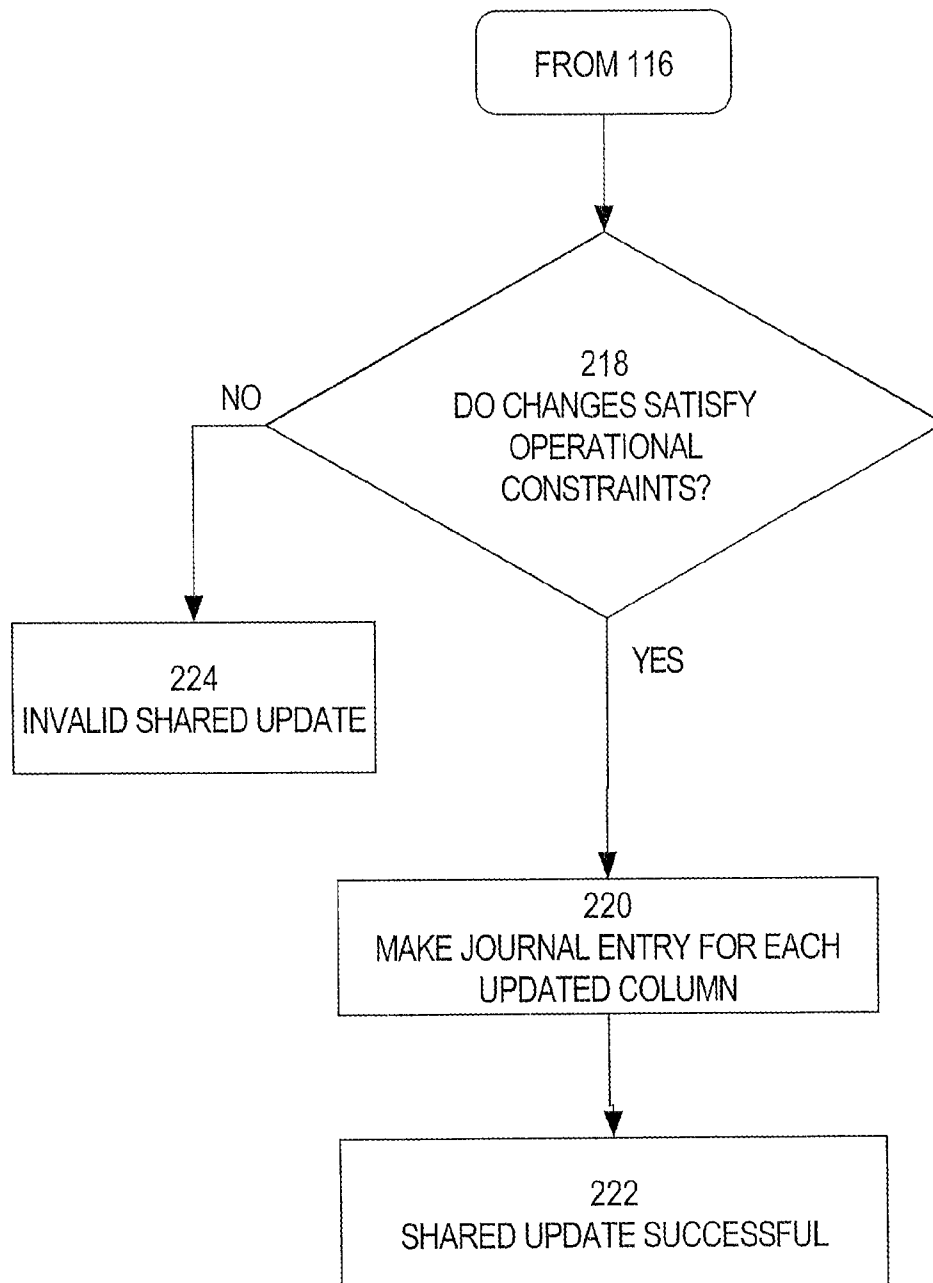 FROM 116
218
DO CHANGES SATISFY
OPERATIONAL
CONSTRAINTS?
NO
YES
224
INVALID SHARED UPDATE
220
MAKE JOURNAL ENTRY FOR EACH
UPDATED COLUMN
222
SHARED UPDATE SUCCESSFUL